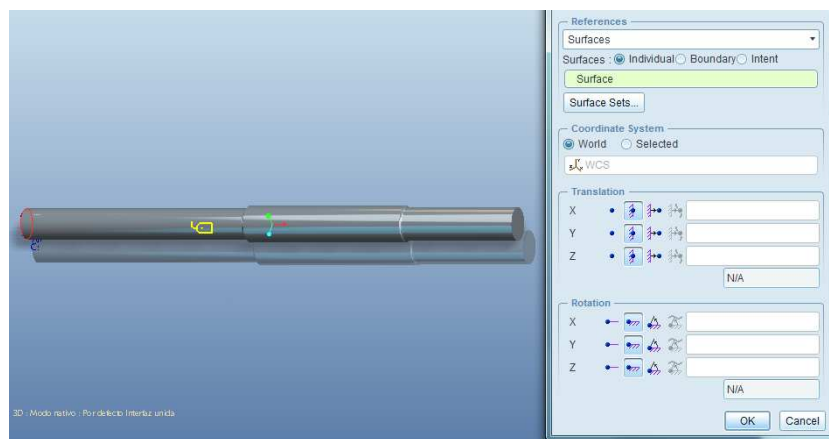 References
Surfaces
Surfaces : Individual Boundary Intent
Surface
Surface Sets...
Coordinate System
World Selected
WCS
Translation
X
Y
Z
N/A
Rotation
X
Y
Z
N/A
OK Cancel
3D : Modo nativo : Por defecto Interfaz unida